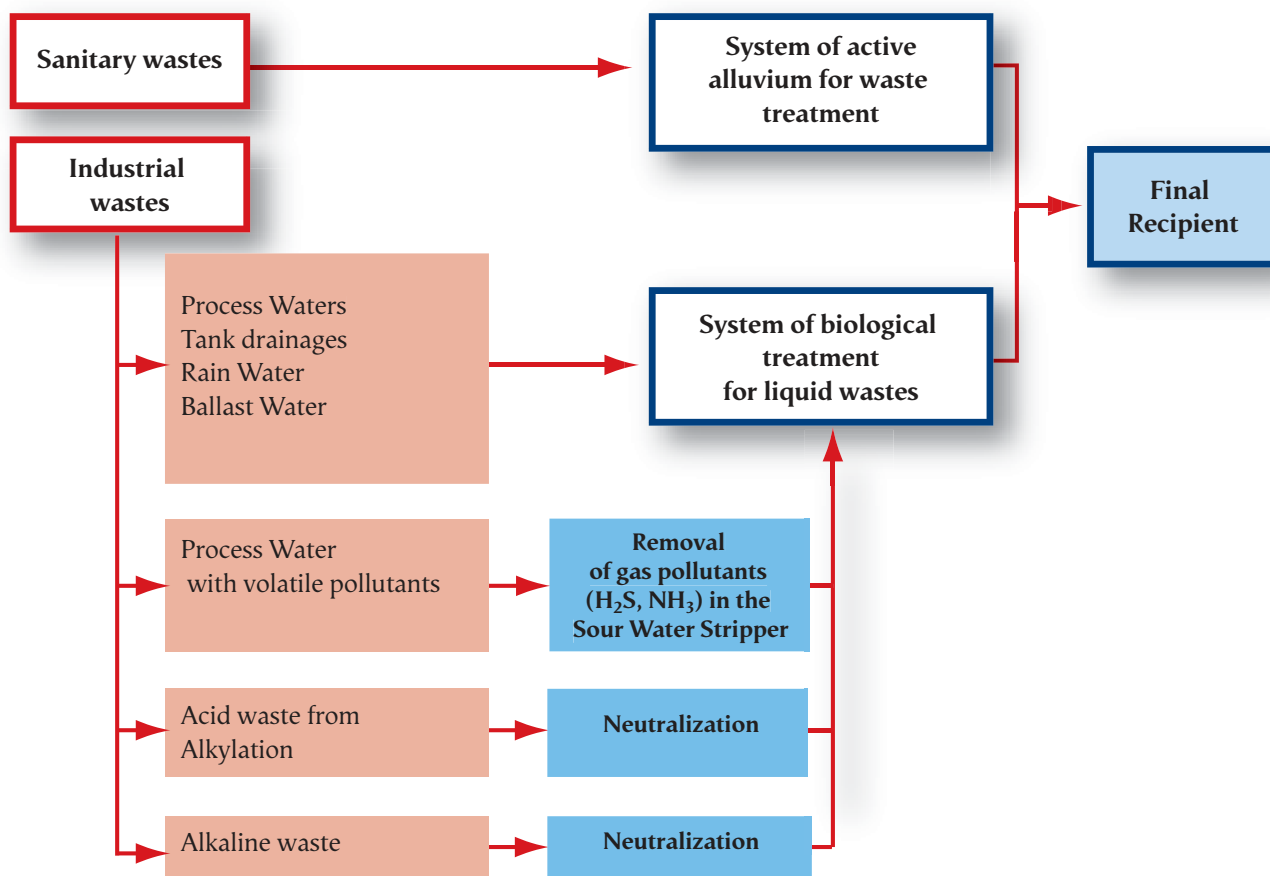 Sanitary wastes
System of active
alluvium for waste
treatment
Industrial
wastes
Final
Recipient
Process Waters
Tank drainages
Rain Water
Ballast Water
System of biological
treatment
for liquid wastes
Process Water
with volatile pollutants
Removal
of gas pollutants
(H₂S, NH₃) in the
Sour Water Stripper
Acid waste from
Alkylation
Neutralization
Alkaline waste
Neutralization